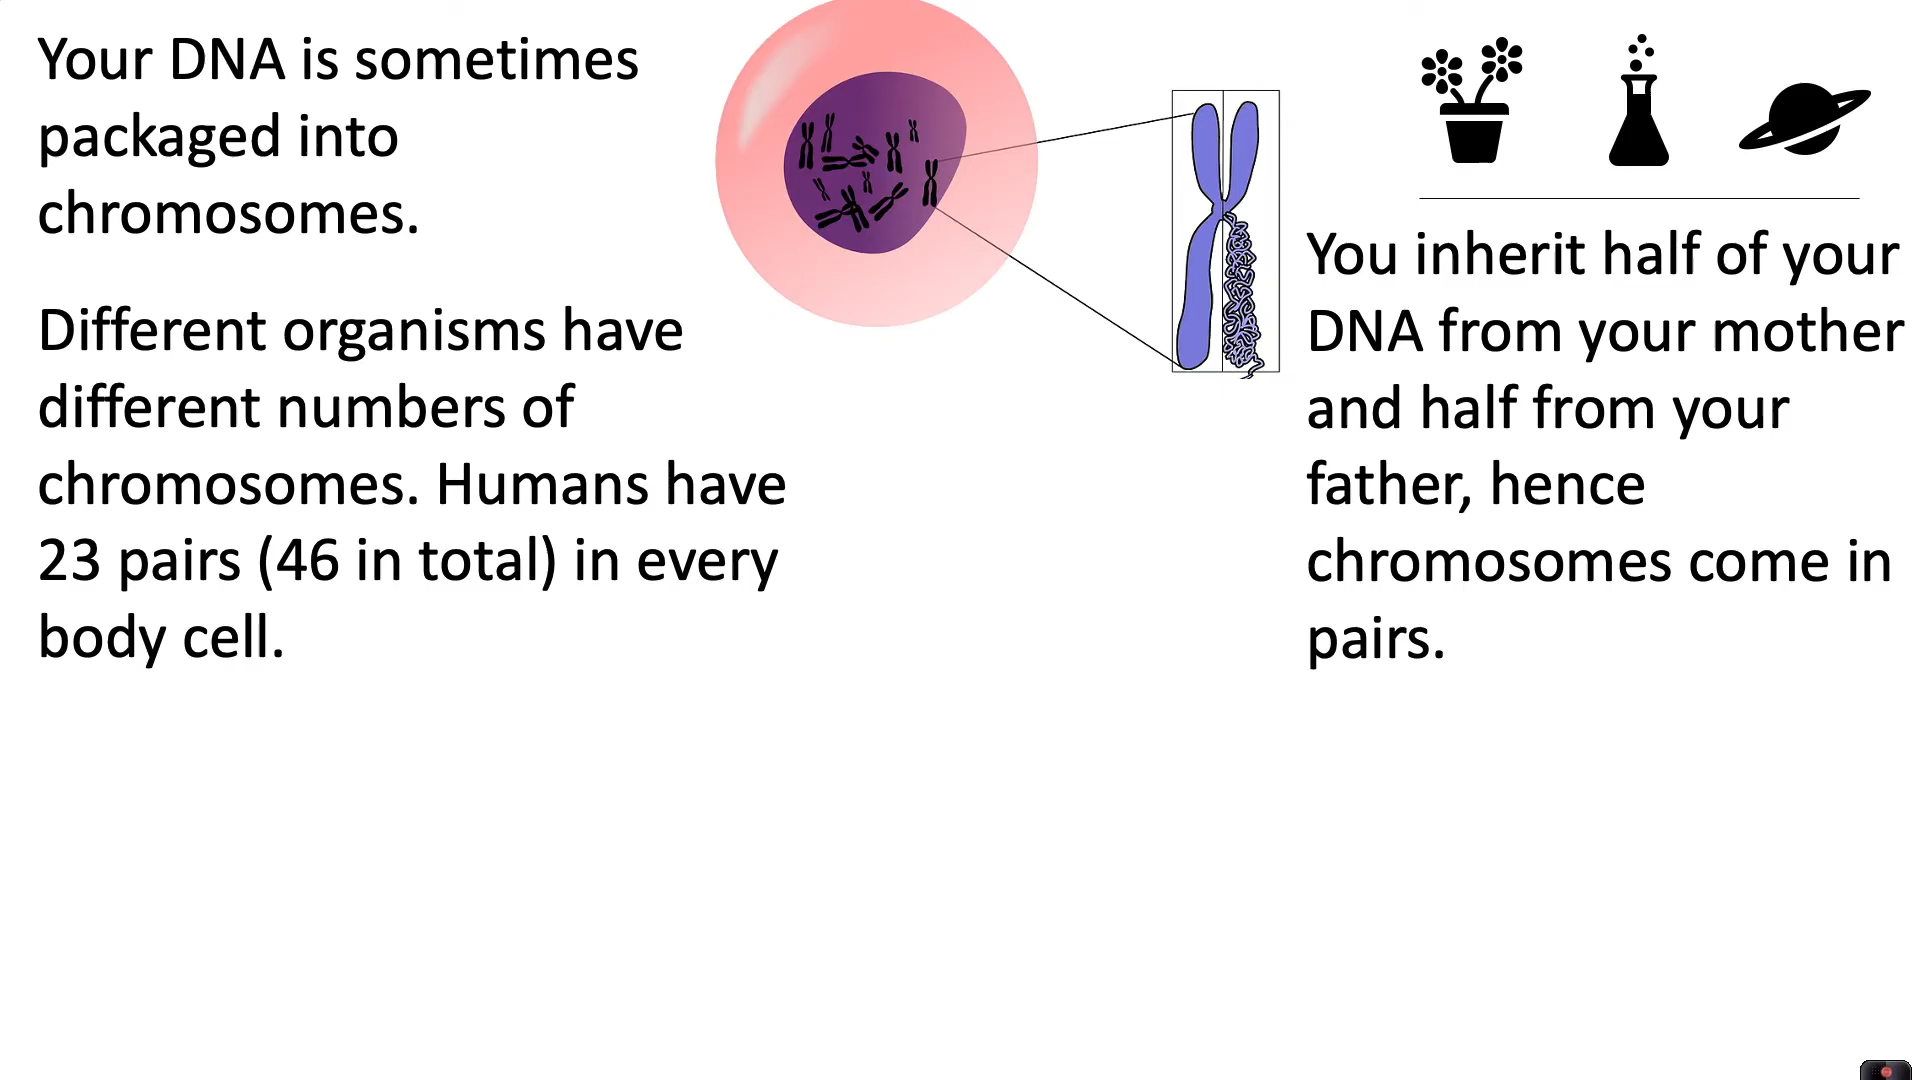 Your DNA is sometimes
packaged into
chromosomes.
Different organisms have
different numbers of
chromosomes. Humans have
23 pairs (46 in total) in every
body cell.
You inherit half of your
DNA from your mother
and half from your
father, hence
chromosomes come in
pairs.